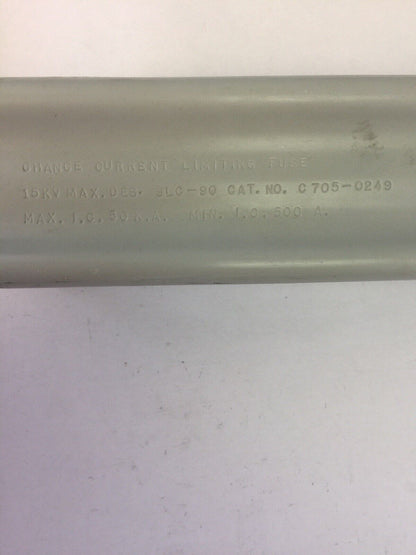 CHANCE CURRENT LIMITING FUSE
15KV MAX. DES. SLC-90 CAT. NO. C705-0249
MAX. I.C. 50 K.A. MIN. I.C. 500 A.